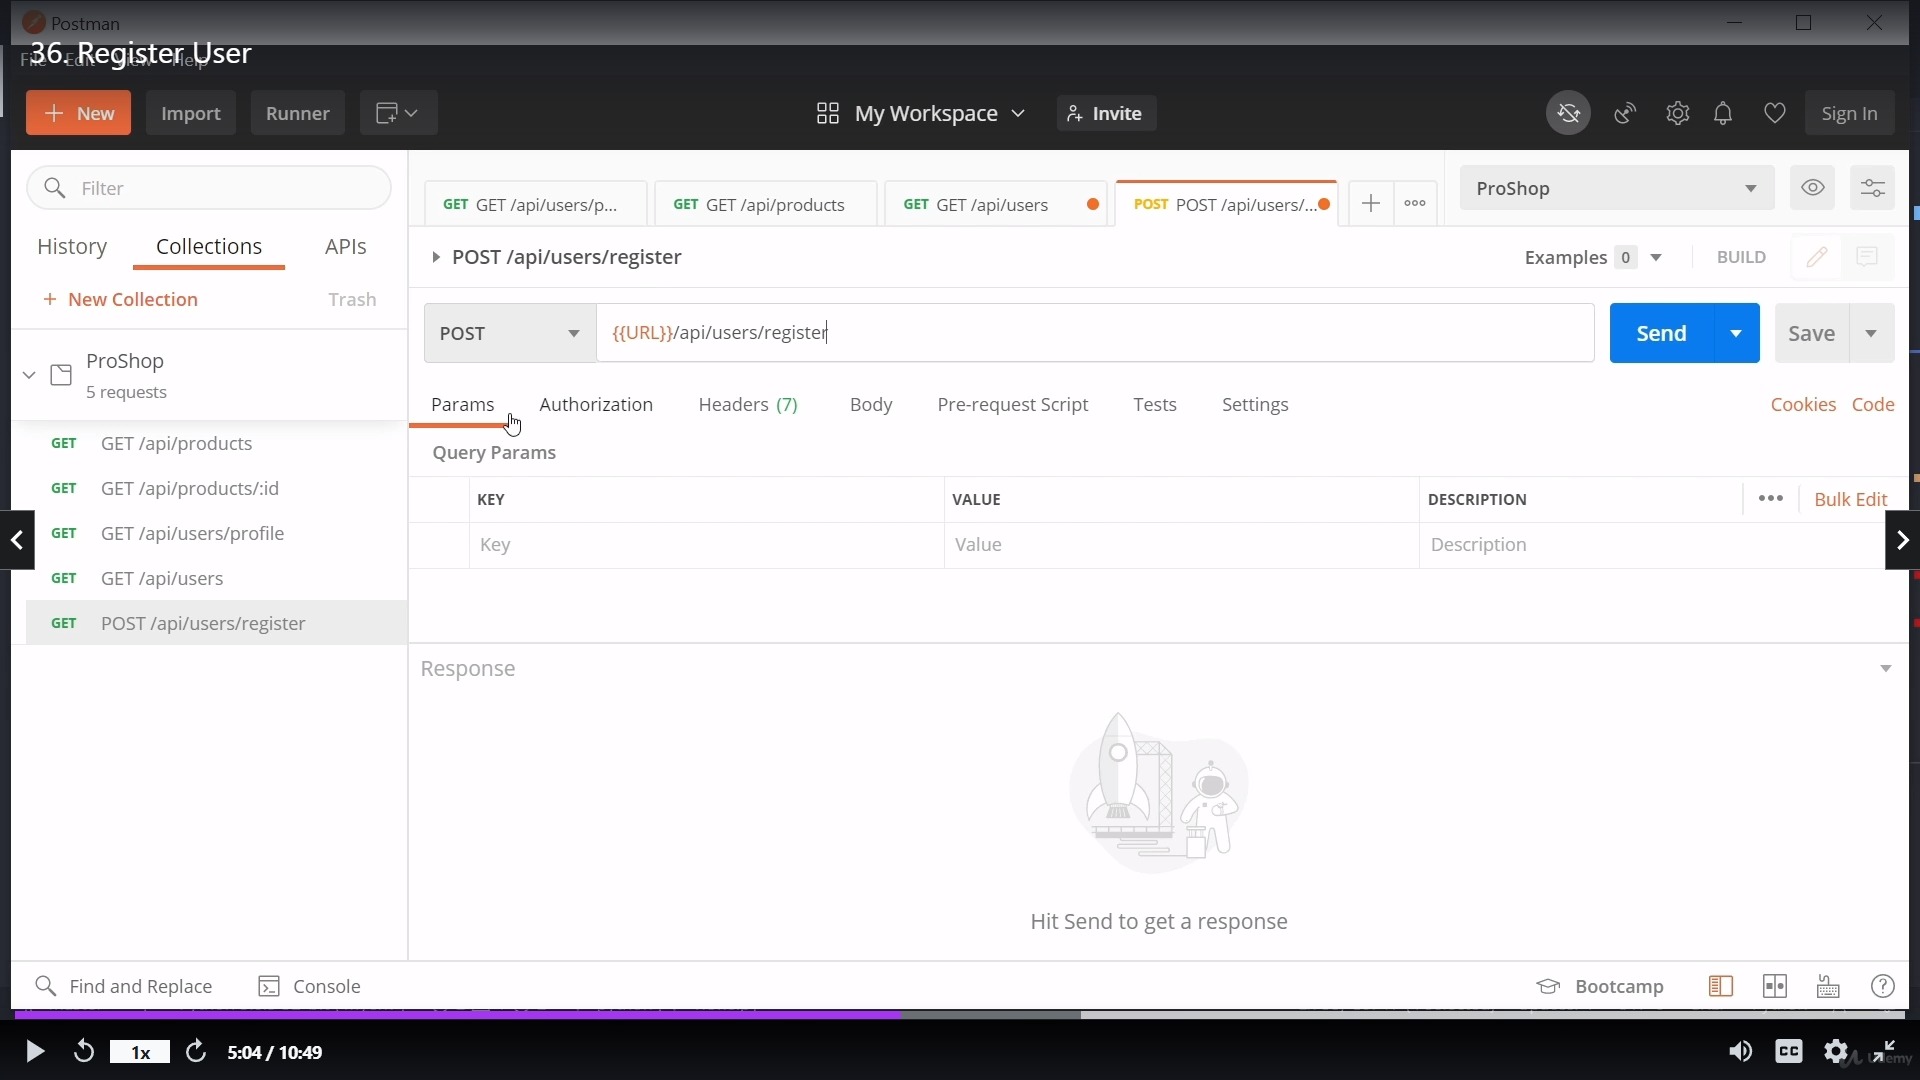 Postman
36. Register User
File Edit View Help
New
Import
Runner
My Workspace
Invite
Sign In
Filter
History
Collections
APIs
+ New Collection
Trash
ProShop
5 requests
GET GET /api/products
GET GET /api/products/:id
GET GET /api/users/profile
GET GET /api/users
GET POST /api/users/register
GET GET /api/users/p...
GET GET /api/products
GET GET /api/users
POST POST /api/users/...
ProShop
POST /api/users/register
Examples 0
BUILD
POST
{{URL}}/api/users/register
Send
Save
Params
Authorization
Headers (7)
Body
Pre-request Script
Tests
Settings
Cookies
Code
Query Params
KEY
VALUE
DESCRIPTION
Bulk Edit
Key
Value
Description
Response
Hit Send to get a response
Find and Replace
Console
Bootcamp
1x
5:04 / 10:49
CC
Udemy